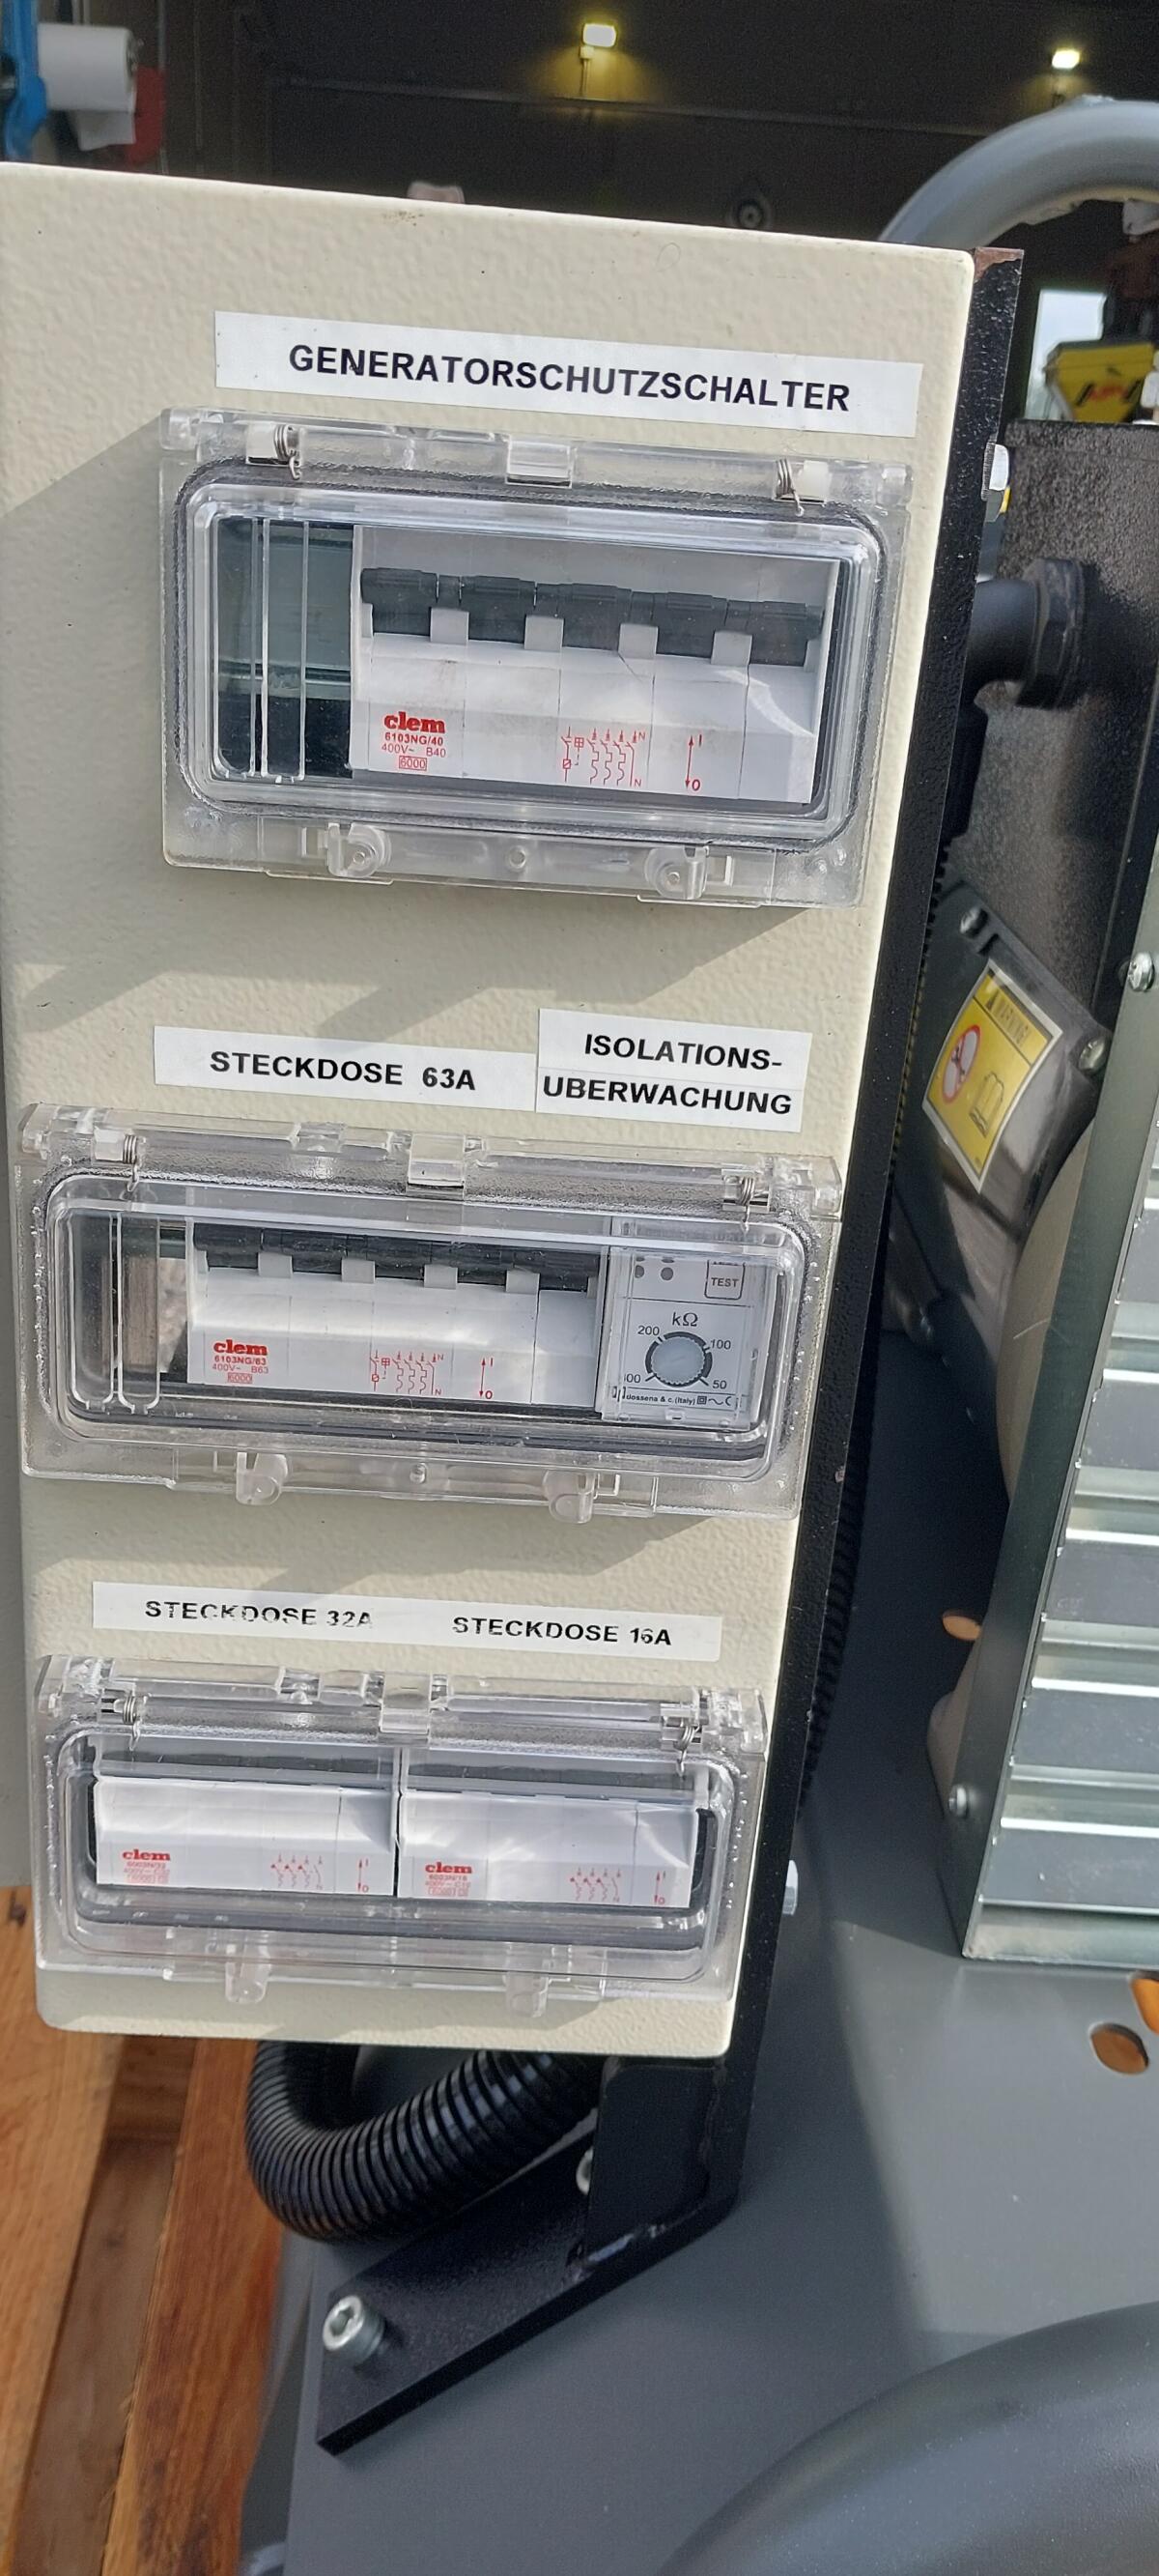 GENERATORSCHUTZSCHALTER
clem
6103NG/40
400V~ B40
6000
N
I
N
O
STECKDOSE 63A
ISOLATIONS-
UBERWACHUNG
clem
6103NG/63
400V~ B63
6000
N
I
N
O
TEST
kΩ
200
100
50
dossena & c. (Italy)
WARNING!
STECKDOSE 32A
STECKDOSE 16A
clem
I
O
clem
I
O